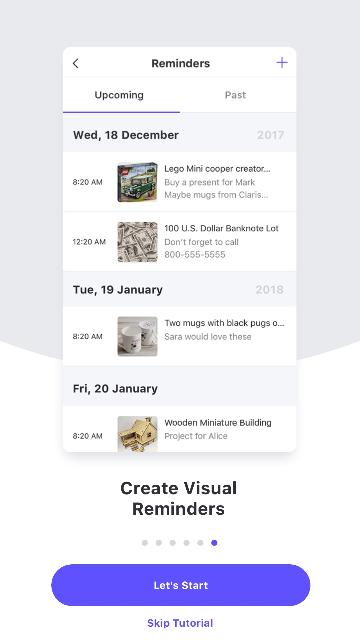 Reminders
Upcoming
Past
Wed, 18 December
2017
8:20 AM
Lego Mini cooper creator...
Buy a present for Mark
Maybe mugs from Claris...
12:20 AM
100 U.S. Dollar Banknote Lot
Don't forget to call
800-555-5555
Tue, 19 January
2018
8:20 AM
Two mugs with black pugs o...
Sara would love these
Fri, 20 January
8:20 AM
Wooden Miniature Building
Project for Alice
Create Visual
Reminders
Let's Start
Skip Tutorial